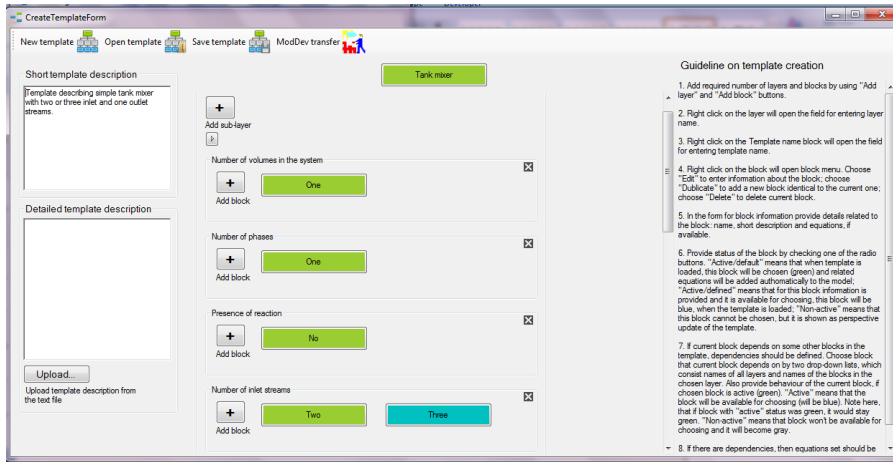 CreateTemplateForm
New template Open template Save template ModDev transfer
Short template description
Template describing simple tank mixer
with two or three inlet and one outlet
streams.
Detailed template description
Upload...
Upload template description from
the text file
Tank mixer
+
Add sub-layer
Number of volumes in the system
+
One
Add block
Number of phases
+
One
Add block
Presence of reaction
+
No
Add block
Number of inlet streams
+
Two
Three
Add block
Guideline on template creation
1. Add required number of layers and blocks by using "Add
layer" and "Add block" buttons.
2. Right click on the layer will open the field for entering layer
name.
3. Right click on the Template name block will open the field
for entering template name.
4. Right click on the block will open block menu. Choose
"Edit" to enter information about the block; choose
"Dublicate" to add a new block identical to the current one;
choose "Delete" to delete current block.
5. In the form for block information provide details related to
the block: name, short description and equations, if
available.
6. Provide status of the block by checking one of the radio
buttons. "Active/default" means that when template is
loaded, this block will be chosen (green) and related
equations will be added authomatically to the model;
"Active/defined" means that for this block information is
provided and it is available for choosing, this block will be
blue, when the template is loaded; "Non-active" means that
this block cannot be chosen, but it is shown as perspective
update of the template.
7. If current block depends on some other blocks in the
template, dependencies should be defined. Choose block
that current block depends on by two drop-down lists, which
consist names of all layers and names of the blocks in the
chosen layer. Also provide behaviour of the current block, if
chosen block is active (green). "Active" means that the
block will be available for choosing (will be blue). Note here,
that if block with "active" status was green, it would stay
green. "Non-active" means that block won't be available for
choosing and it will become gray.
8. If there are dependencies, then equations set should be